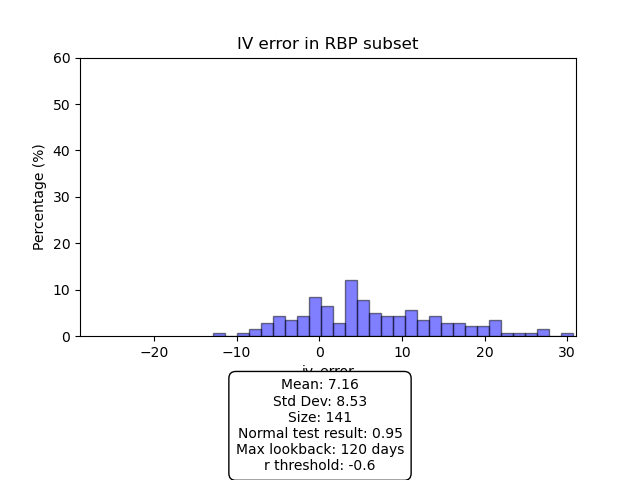 IV error in RBP subset
60
50
40
30
20
10
0
Percentage (%)
−20
−10
0
10
20
30
iv_error
Mean: 7.16
Std Dev: 8.53
Size: 141
Normal test result: 0.95
Max lookback: 120 days
r threshold: -0.6